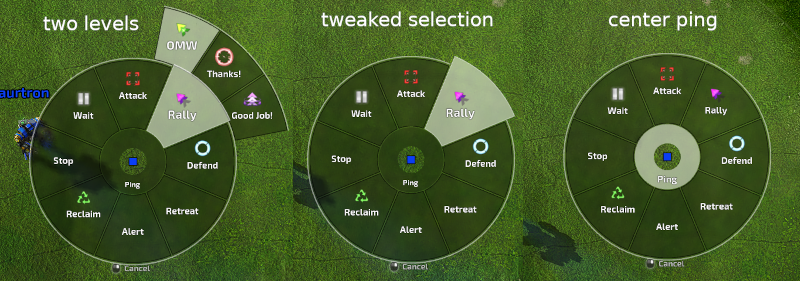 two levels
OMW
Thanks!
Good Job!
Attack
Rally
Wait
Stop
Defend
Ping
Reclaim
Retreat
Alert
Cancel
aurtron
tweaked selection
Attack
Wait
Rally
Stop
Defend
Ping
Reclaim
Retreat
Alert
Cancel
center ping
Attack
Wait
Rally
Stop
Defend
Ping
Reclaim
Retreat
Alert
Cancel